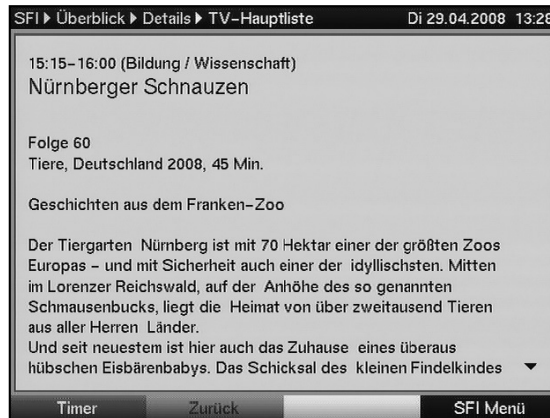 SFI ▸ Überblick ▸ Details ▸ TV-Hauptliste Di 29.04.2008 13:28
15:15-16:00 (Bildung / Wissenschaft)
Nürnberger Schnauzen
Folge 60
Tiere, Deutschland 2008, 45 Min.
Geschichten aus dem Franken-Zoo
Der Tiergarten Nürnberg ist mit 70 Hektar einer der größten Zoos
Europas - und mit Sicherheit auch einer der idyllischsten. Mitten
im Lorenzer Reichswald, auf der Anhöhe des so genannten
Schmausenbucks, liegt die Heimat von über zweitausend Tieren
aus aller Herren Länder.
Und seit neuestem ist hier auch das Zuhause eines überaus
hübschen Eisbärenbabys. Das Schicksal des kleinen Findelkindes
Timer Zurück SFI Menü